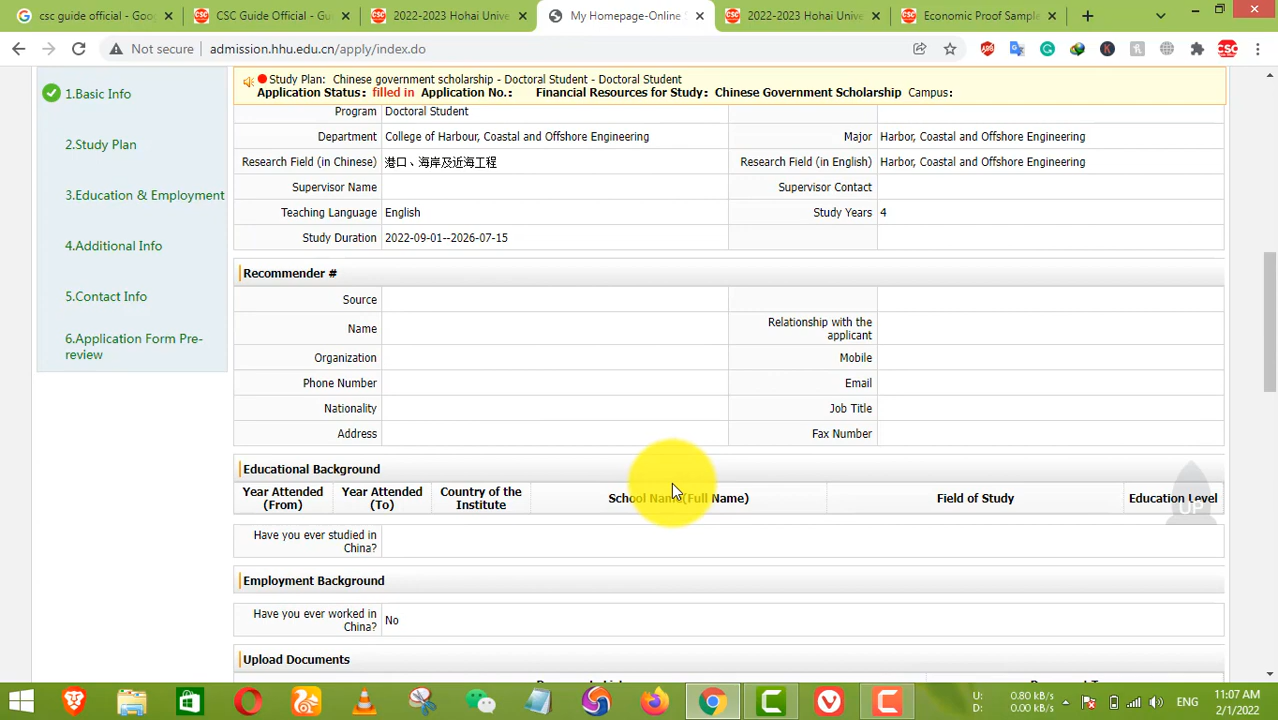 csc guide official - Goo
CSC Guide Official - Gu
2022-2023 Hohai Unive
My Homepage-Online
2022-2023 Hohai Unive
Economic Proof Sample
Not secure
admission.hhu.edu.cn/apply/index.do
1.Basic Info
2.Study Plan
3.Education & Employment
4.Additional Info
5.Contact Info
6.Application Form Pre-
review
Study Plan: Chinese government scholarship - Doctoral Student - Doctoral Student
Application Status: filled in Application No.: Financial Resources for Study: Chinese Government Scholarship Campus:
Program Doctoral Student
Department College of Harbour, Coastal and Offshore Engineering Major Harbor, Coastal and Offshore Engineering
Research Field (in Chinese) 港口、海岸及近海工程 Research Field (in English) Harbor, Coastal and Offshore Engineering
Supervisor Name Supervisor Contact
Teaching Language English Study Years 4
Study Duration 2022-09-01--2026-07-15
Recommender #
Source
Name Relationship with the
applicant
Organization Mobile
Phone Number Email
Nationality Job Title
Address Fax Number
Educational Background
Year Attended
(From)
Year Attended
(To)
Country of the
Institute
School Name(Full Name)
Field of Study
Education Level
UP
Have you ever studied in
China?
Employment Background
Have you ever worked in
China?
No
Upload Documents
U: 0.80 kB/s
D: 0.00 kB/s
ENG
11:07 AM
2/1/2022